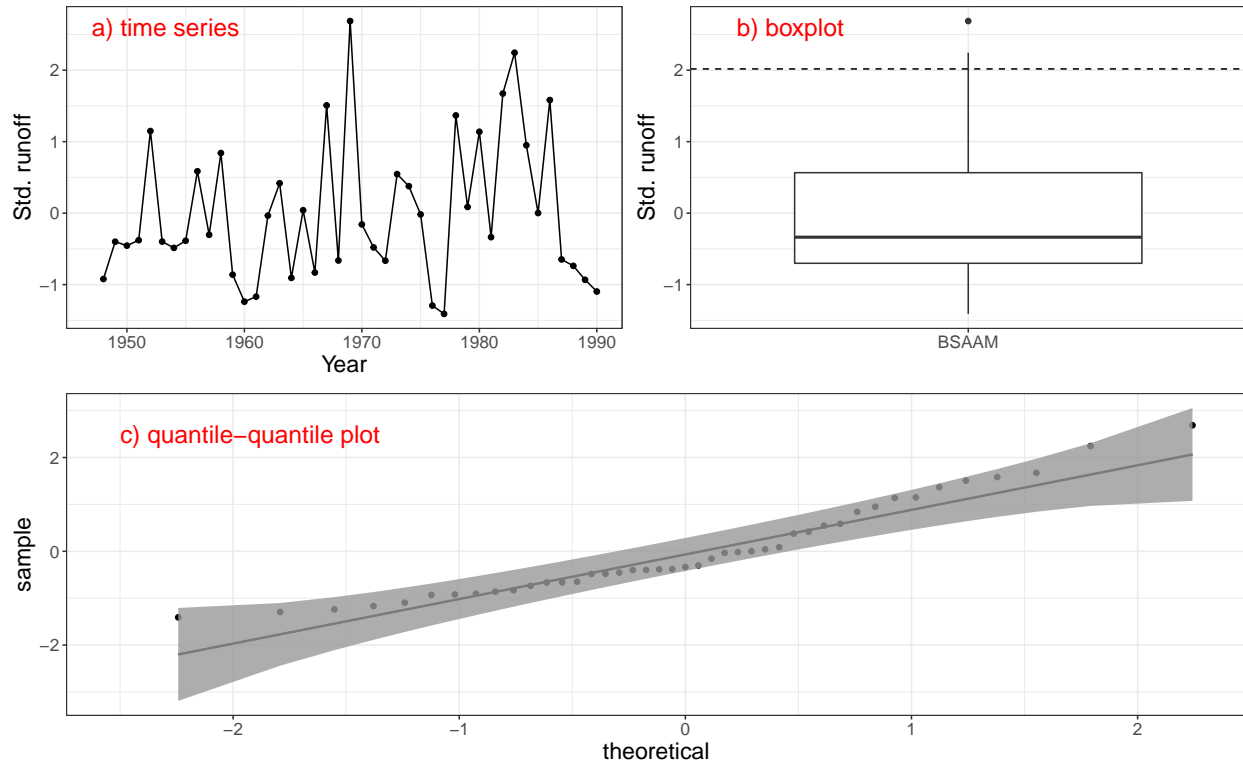 a) time series
Std. runoff
2
1
0
−1
1950 1960 1970 1980 1990
Year
b) boxplot
Std. runoff
2
1
0
−1
BSAAM
c) quantile−quantile plot
sample
2
0
−2
−2 −1 0 1 2
theoretical